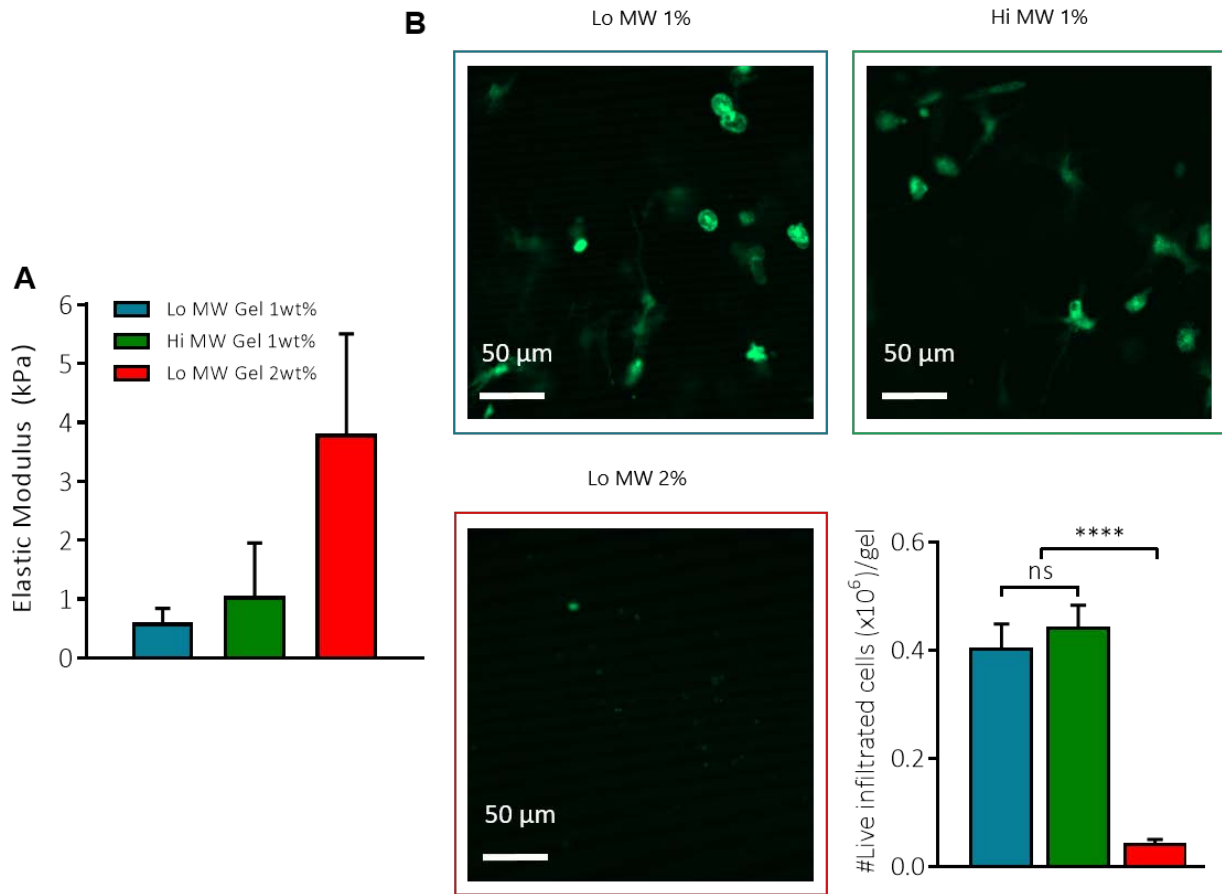 B
Lo MW 1%
Hi MW 1%
50 µm
50 µm
A
6
5
4
3
2
1
0
Elastic Modulus (kPa)
Lo MW Gel 1wt%
Hi MW Gel 1wt%
Lo MW Gel 2wt%
Lo MW 2%
50 µm
#Live infiltrated cells (x10⁶)/gel
0.6
0.4
0.2
0.0
****
ns